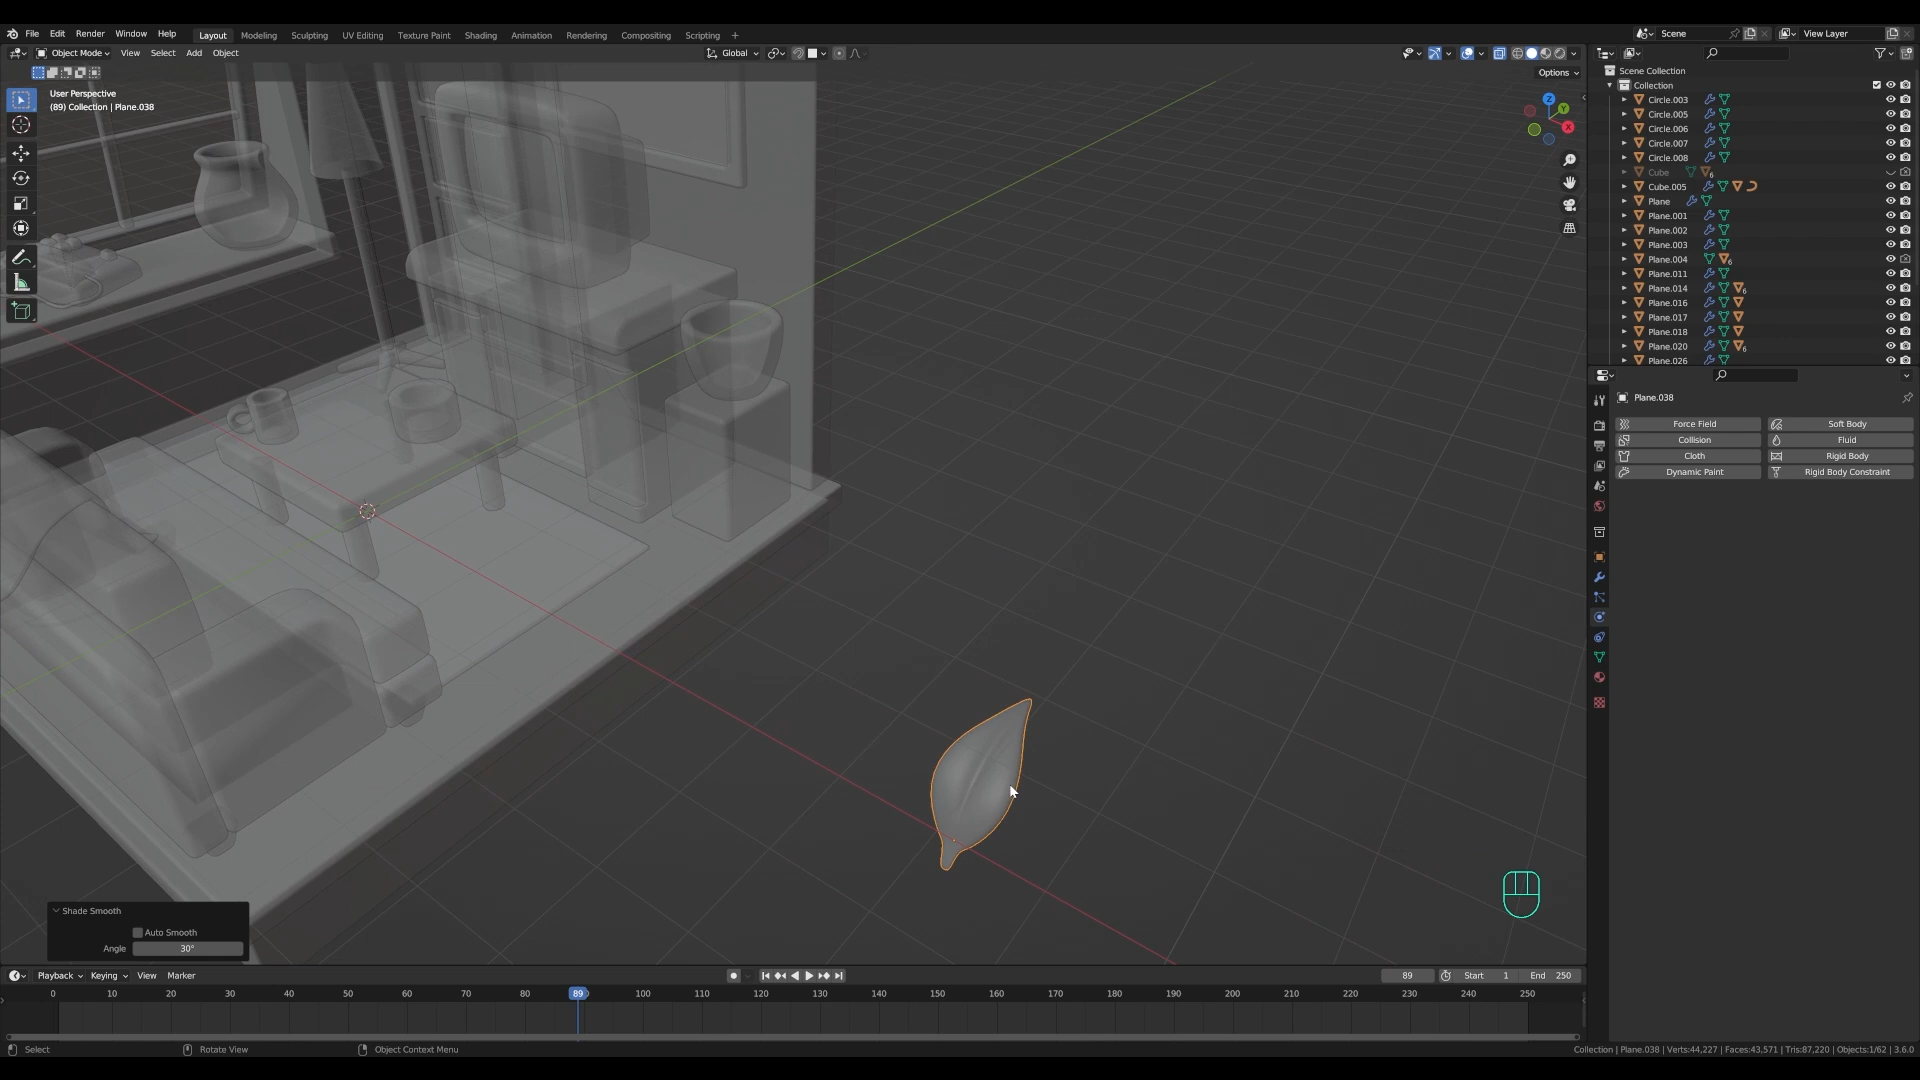 File Edit Render Window Help Layout Modeling Sculpting UV Editing Texture Paint Shading Animation Rendering Compositing Scripting + Scene View Layer
Object Mode View Select Add Object Global
Options
User Perspective
(89) Collection | Plane.038
Z
Y
X
Scene Collection
Collection
Circle.003
Circle.005
Circle.006
Circle.007
Circle.008
Cube 6
Cube.005
Plane
Plane.001
Plane.002
Plane.003
Plane.004 6
Plane.011
Plane.014 6
Plane.016
Plane.017
Plane.018
Plane.020 6
Plane.026
Plane.038
Force Field Soft Body
Collision Fluid
Cloth Rigid Body
Dynamic Paint Rigid Body Constraint
Shade Smooth
Auto Smooth
Angle 30°
Playback Keying View Marker 89 Start 1 End 250
0 10 20 30 40 50 60 70 80 89 100 110 120 130 140 150 160 170 180 190 200 210 220 230 240 250
Select Rotate View Object Context Menu Collection | Plane.038 | Verts:44,227 | Faces:43,571 | Tris:87,220 | Objects:1/62 | 3.6.0